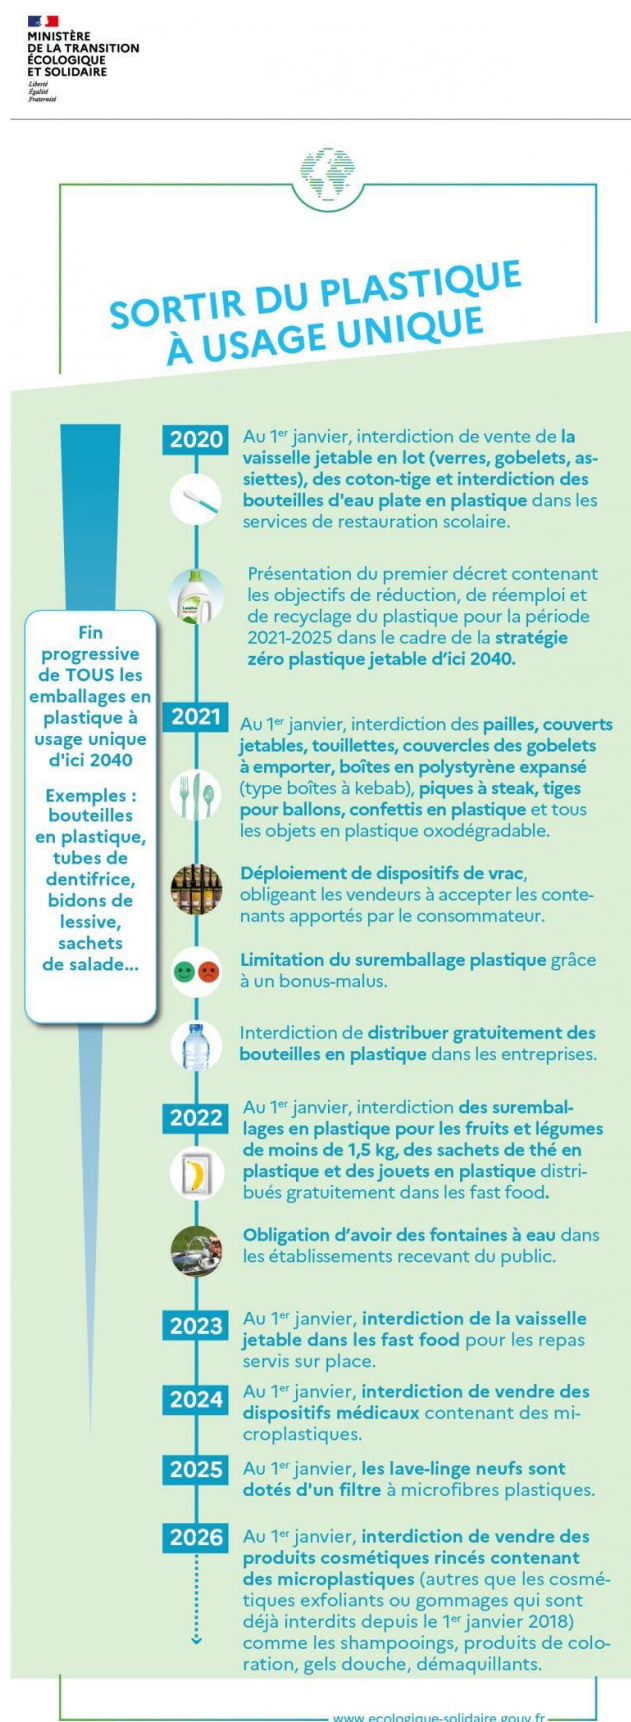 MINISTÈRE
DE LA TRANSITION
ÉCOLOGIQUE
ET SOLIDAIRE
Liberté
Égalité
Fraternité
SORTIR DU PLASTIQUE
À USAGE UNIQUE
Fin
progressive
de TOUS les
emballages en
plastique à
usage unique
d'ici 2040
Exemples :
bouteilles
en plastique,
tubes de
dentifrice,
bidons de
lessive,
sachets
de salade...
2020
Au 1er janvier, interdiction de vente de la
vaisselle jetable en lot (verres, gobelets, as-
siettes), des coton-tige et interdiction des
bouteilles d'eau plate en plastique dans les
services de restauration scolaire.
Lessive
Présentation du premier décret contenant
les objectifs de réduction, de réemploi et
de recyclage du plastique pour la période
2021-2025 dans le cadre de la stratégie
zéro plastique jetable d’ici 2040.
2021
Au 1er janvier, interdiction des pailles, couverts
jetables, touillettes, couvercles des gobelets
à emporter, boîtes en polystyrène expansé
(type boîtes à kebab), piques à steak, tiges
pour ballons, confettis en plastique et tous
les objets en plastique oxodégradable.
Déploiement de dispositifs de vrac,
obligeant les vendeurs à accepter les conte-
nants apportés par le consommateur.
Limitation du suremballage plastique grâce
à un bonus-malus.
Interdiction de distribuer gratuitement des
bouteilles en plastique dans les entreprises.
2022
Au 1er janvier, interdiction des surembal-
lages en plastique pour les fruits et légumes
de moins de 1,5 kg, des sachets de thé en
plastique et des jouets en plastique distri-
bués gratuitement dans les fast food.
Obligation d’avoir des fontaines à eau dans
les établissements recevant du public.
2023
Au 1er janvier, interdiction de la vaisselle
jetable dans les fast food pour les repas
servis sur place.
2024
Au 1er janvier, interdiction de vendre des
dispositifs médicaux contenant des mi-
croplastiques.
2025
Au 1er janvier, les lave-linge neufs sont
dotés d'un filtre à microfibres plastiques.
2026
Au 1er janvier, interdiction de vendre des
produits cosmétiques rincés contenant
des microplastiques (autres que les cosmé-
tiques exfoliants ou gommages qui sont
déjà interdits depuis le 1er janvier 2018)
comme les shampooings, produits de colo-
ration, gels douche, démaquillants.
www.ecologique-solidaire.gouv.fr